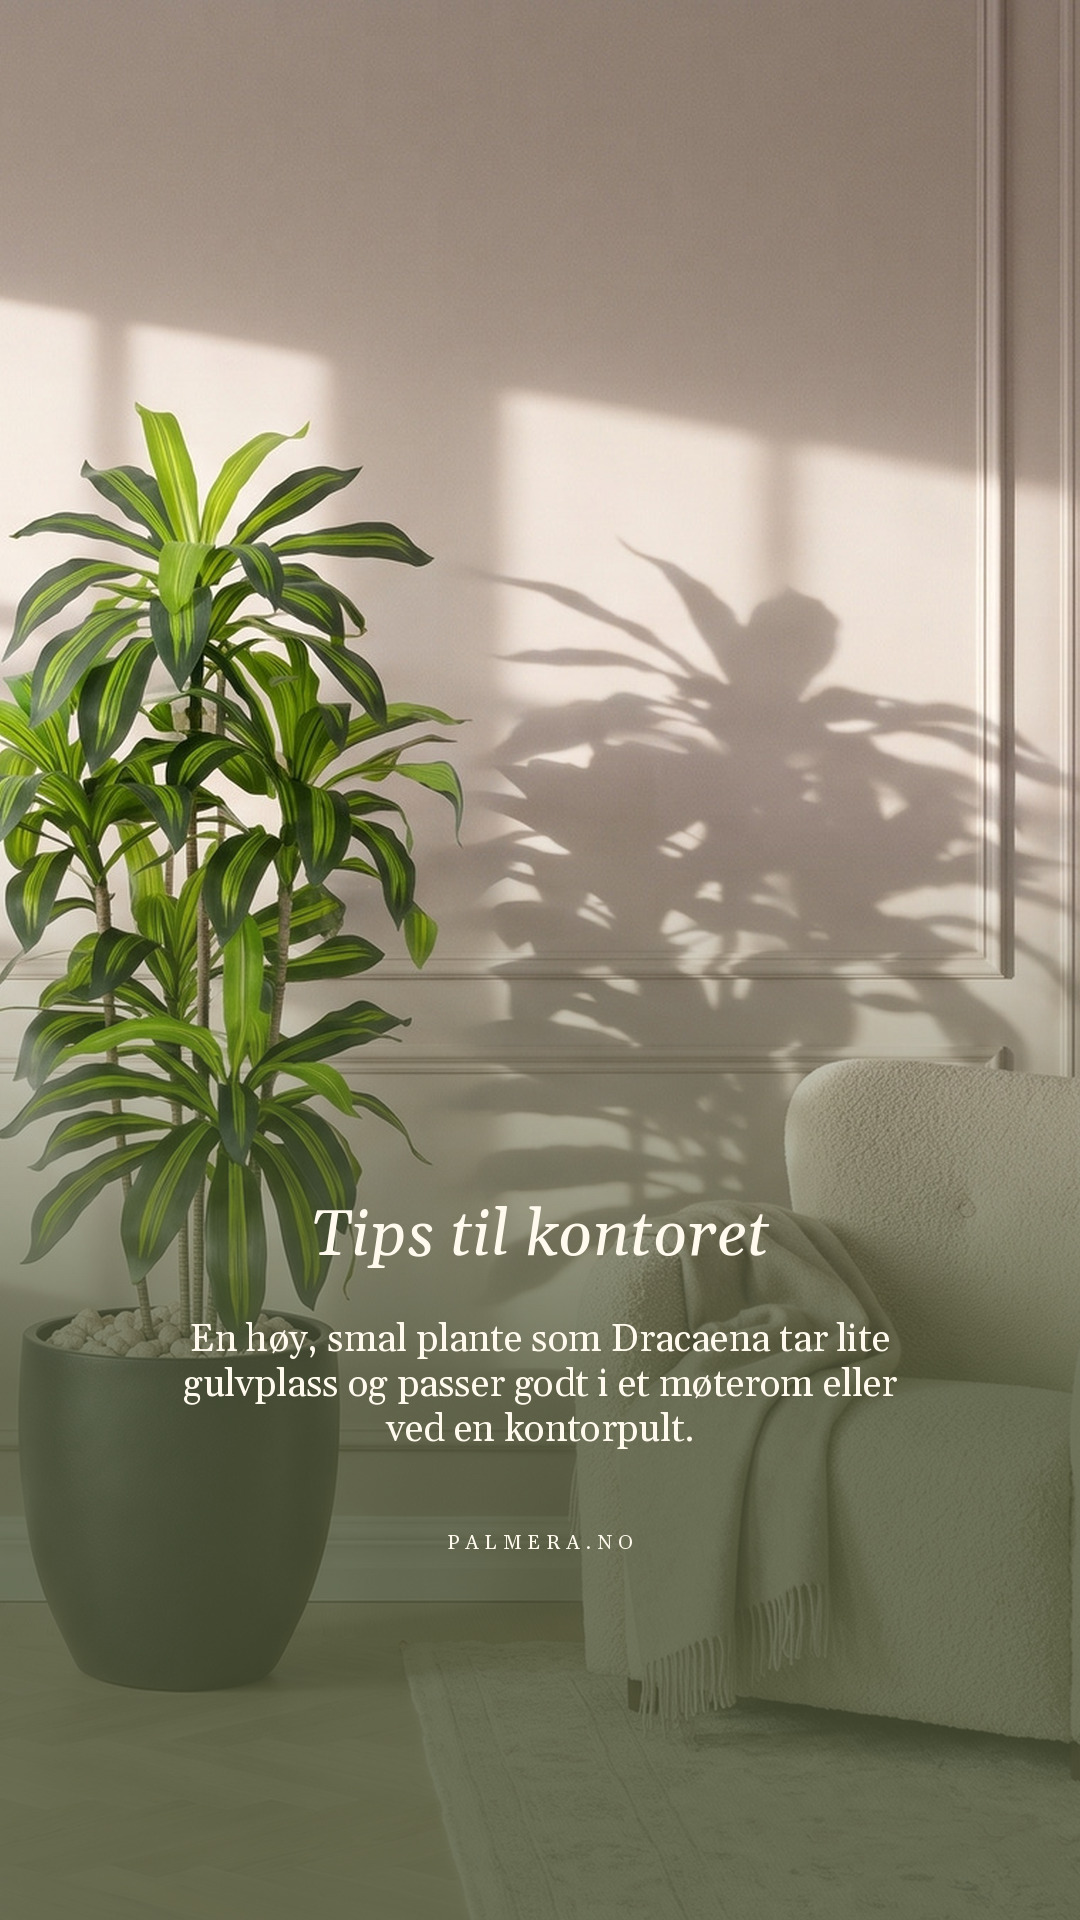 Tips til kontoret
En høy, smal plante som Dracaena tar lite
gulvplass og passer godt i et møterom eller
ved en kontorpult.
PALMERA.NO